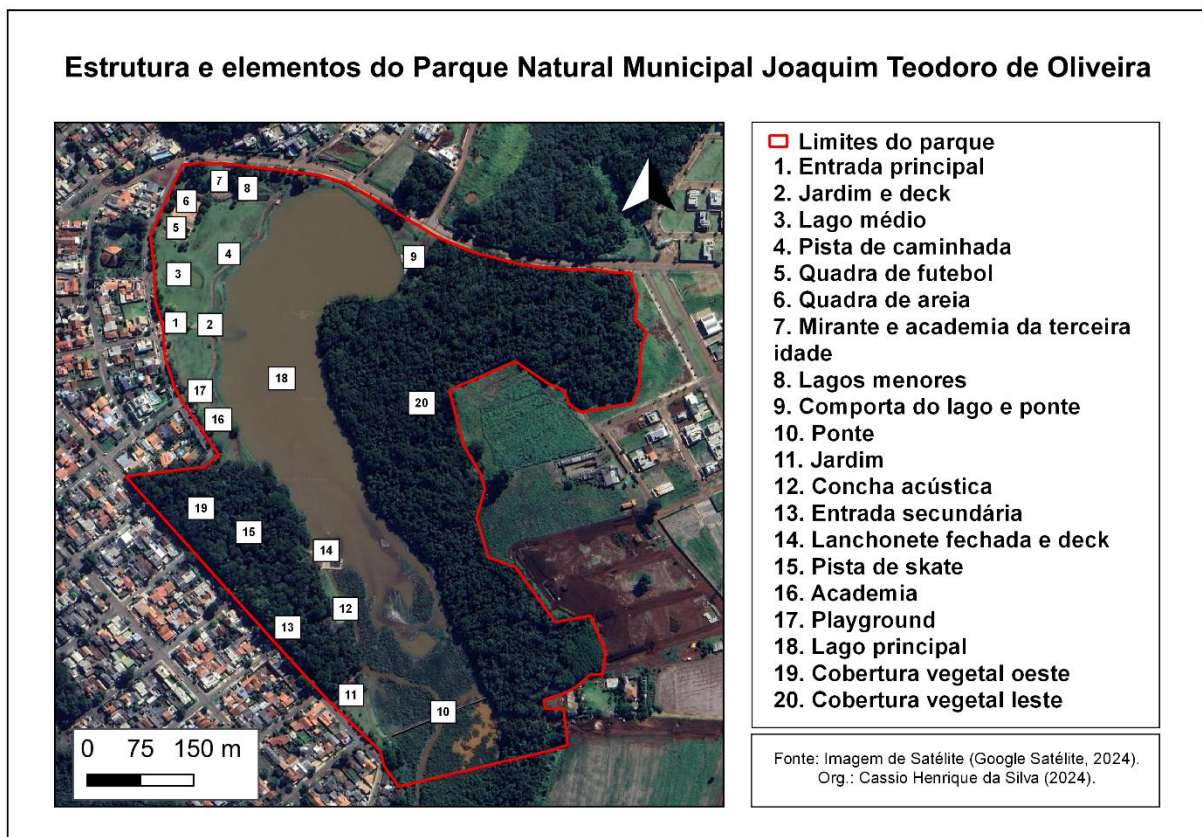 Estrutura e elementos do Parque Natural Municipal Joaquim Teodoro de Oliveira
7
8
6
5
4
9
3
1
2
18
17
20
16
19
15
14
12
13
11
10
0 75 150 m
Limites do parque
1. Entrada principal
2. Jardim e deck
3. Lago médio
4. Pista de caminhada
5. Quadra de futebol
6. Quadra de areia
7. Mirante e academia da terceira
idade
8. Lagos menores
9. Comporta do lago e ponte
10. Ponte
11. Jardim
12. Concha acústica
13. Entrada secundária
14. Lanchonete fechada e deck
15. Pista de skate
16. Academia
17. Playground
18. Lago principal
19. Cobertura vegetal oeste
20. Cobertura vegetal leste
Fonte: Imagem de Satélite (Google Satélite, 2024).
Org.: Cassio Henrique da Silva (2024).